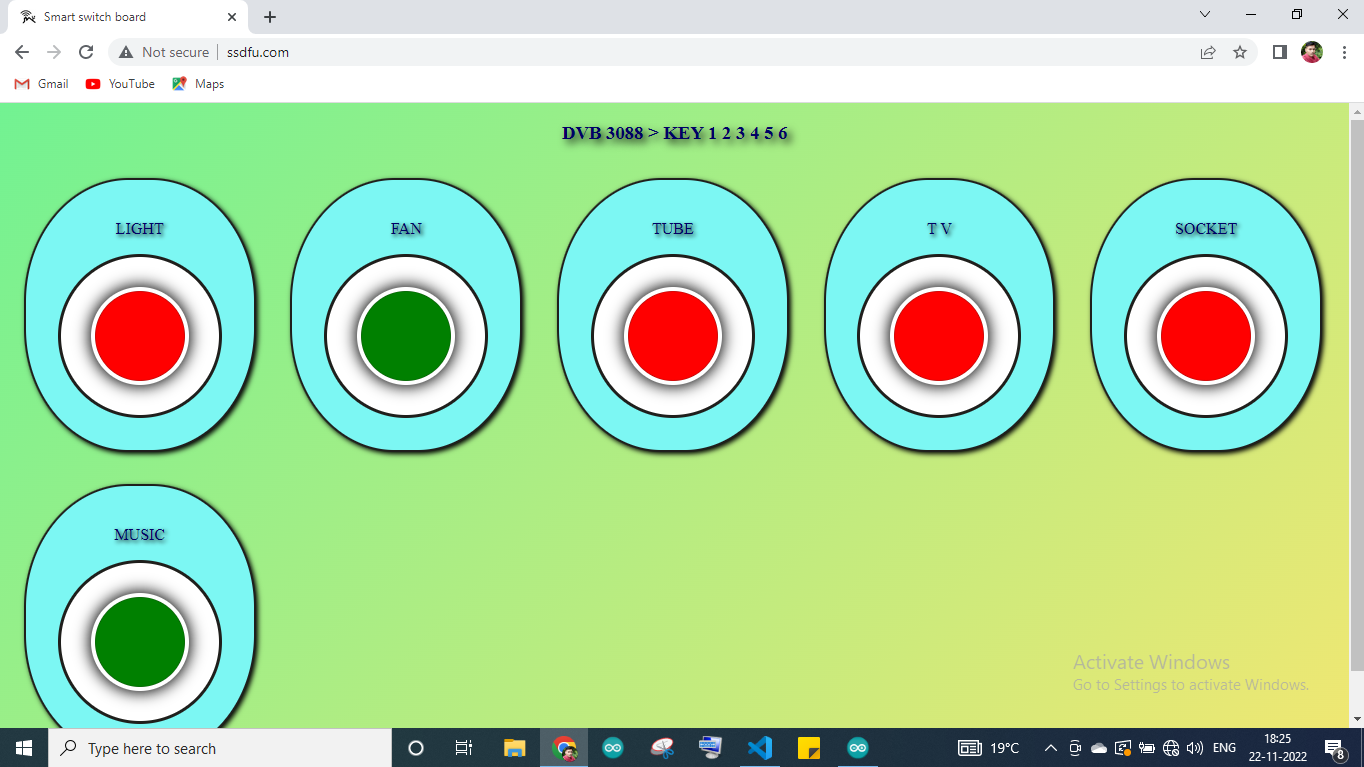 Smart switch board
Not secure
ssdfu.com
Gmail
YouTube
Maps
DVB 3088 > KEY 1 2 3 4 5 6
LIGHT
FAN
TUBE
T V
SOCKET
MUSIC
Activate Windows
Go to Settings to activate Windows.
Type here to search
19°C
ENG
18:25
22-11-2022
8